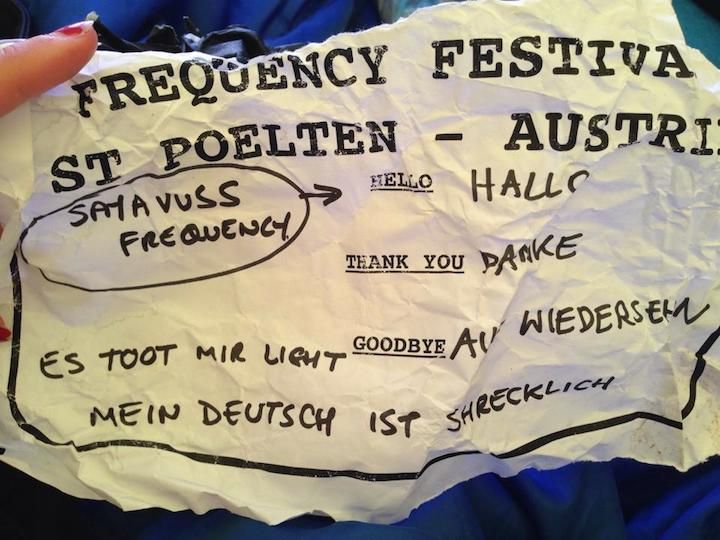 FREQUENCY FESTIVA
ST POELTEN - AUSTRI
SAYAVUSS
FREQUENCY
HELLO HALLO
THANK YOU DANKE
GOODBYE AU WIEDERSEHN
ES TOOT MIR LIGHT
MEIN DEUTSCH IST SHRECKLICH